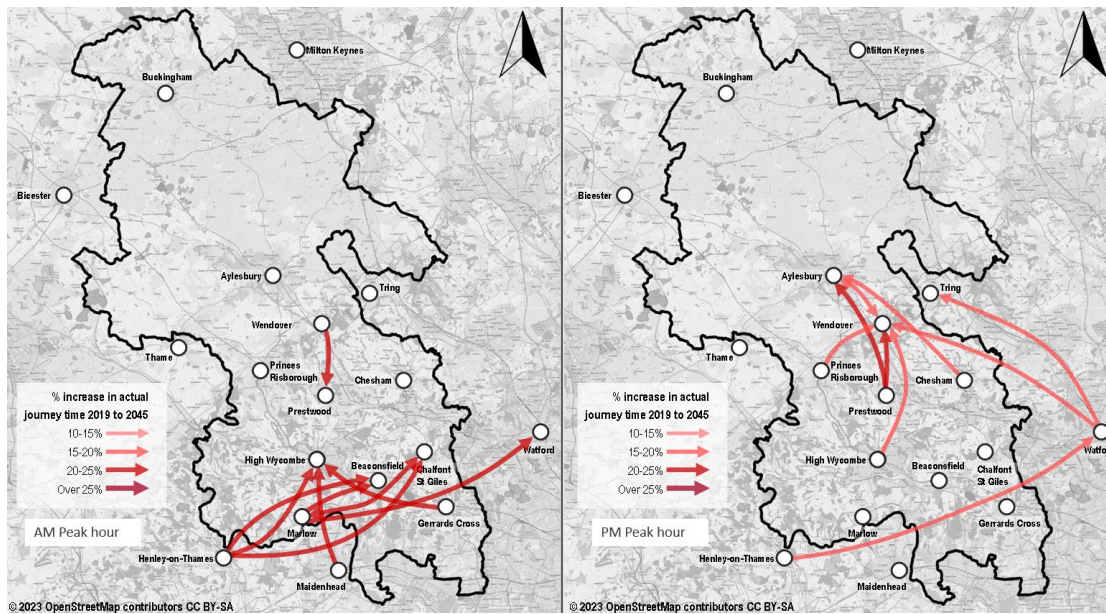 Milton Keynes
Buckingham
Bicester
Aylesbury
Tring
Wendover
Thame
Princes
Risborough
Chesham
Prestwood
% increase in actual
journey time 2019 to 2045
10-15%
15-20%
20-25%
Over 25%
High Wycombe
Beaconsfield
Chalfont
St Giles
Watford
Gerrards Cross
Marlow
AM Peak hour
Henley-on-Thames
Maidenhead
© 2023 OpenStreetMap contributors CC BY-SA
Milton Keynes
Buckingham
Bicester
Aylesbury
Tring
Wendover
Thame
Princes
Risborough
Chesham
Prestwood
% increase in actual
journey time 2019 to 2045
10-15%
15-20%
20-25%
Over 25%
High Wycombe
Beaconsfield
Chalfont
St Giles
Watfo
Gerrards Cross
Marlow
PM Peak hour
Henley-on-Thames
Maidenhead
© 2023 OpenStreetMap contributors CC BY-SA